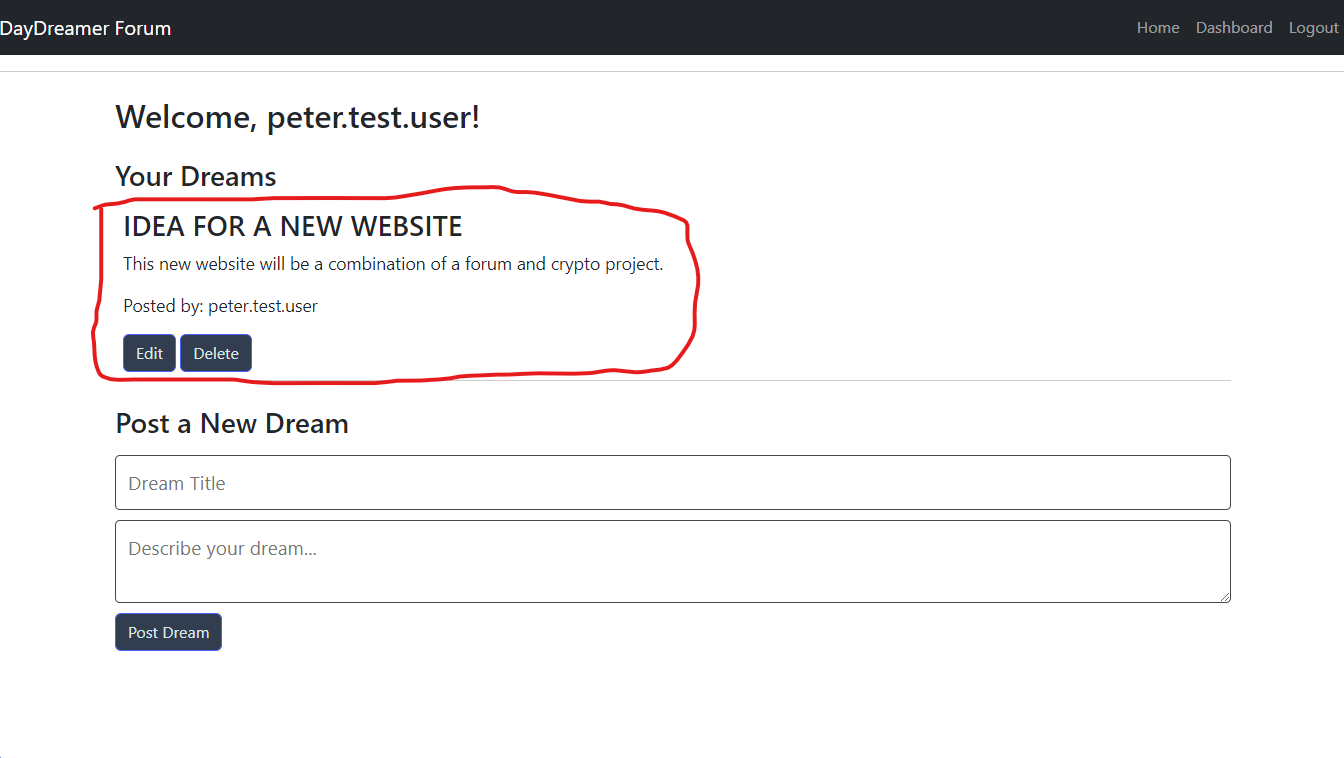 DayDreamer Forum
Home Dashboard Logout
Welcome, peter.test.user!
Your Dreams
IDEA FOR A NEW WEBSITE
This new website will be a combination of a forum and crypto project.
Posted by: peter.test.user
Edit Delete
Post a New Dream
Dream Title
Describe your dream...
Post Dream